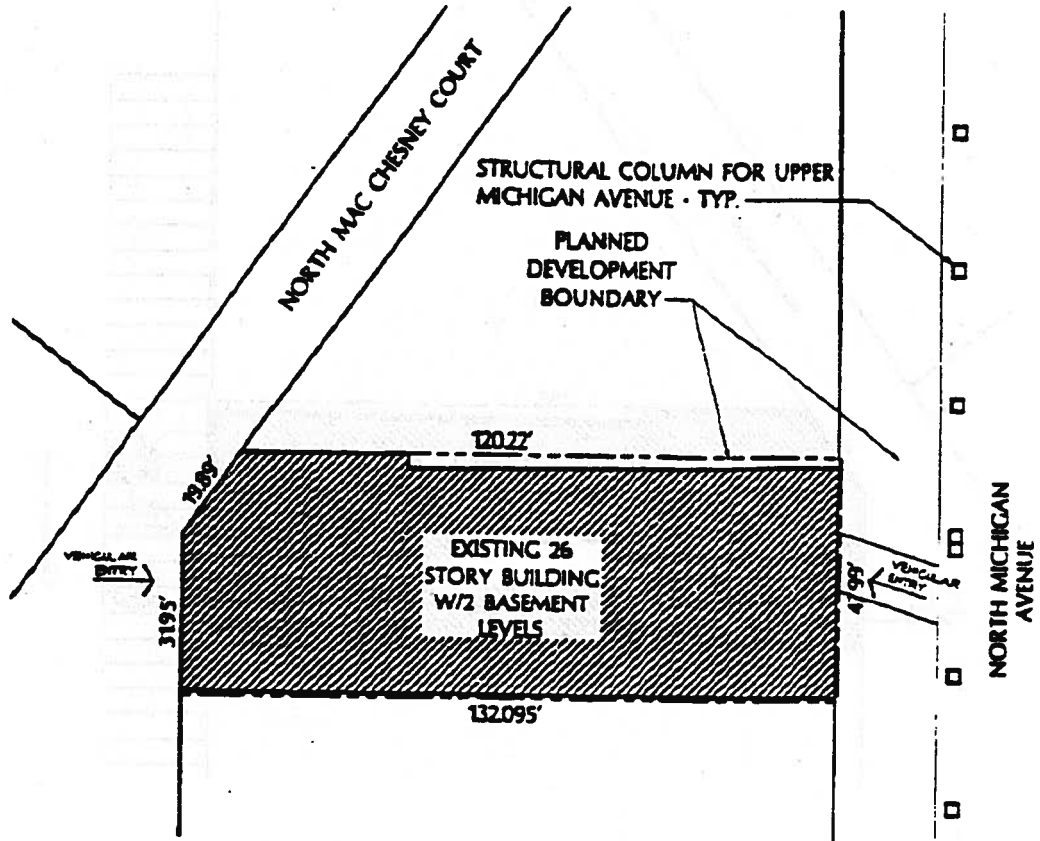 NORTH MAC CHESNEY COURT
STRUCTURAL COLUMN FOR UPPER
MICHIGAN AVENUE - TYP.
PLANNED
DEVELOPMENT
BOUNDARY
120.22'
19.89'
VEHICULAR
ENTRY
31.95'
EXISTING 26
STORY BUILDING
W/2 BASEMENT
LEVELS
VEHICULAR
ENTRY
47.99'
NORTH MICHIGAN
AVENUE
132.095'